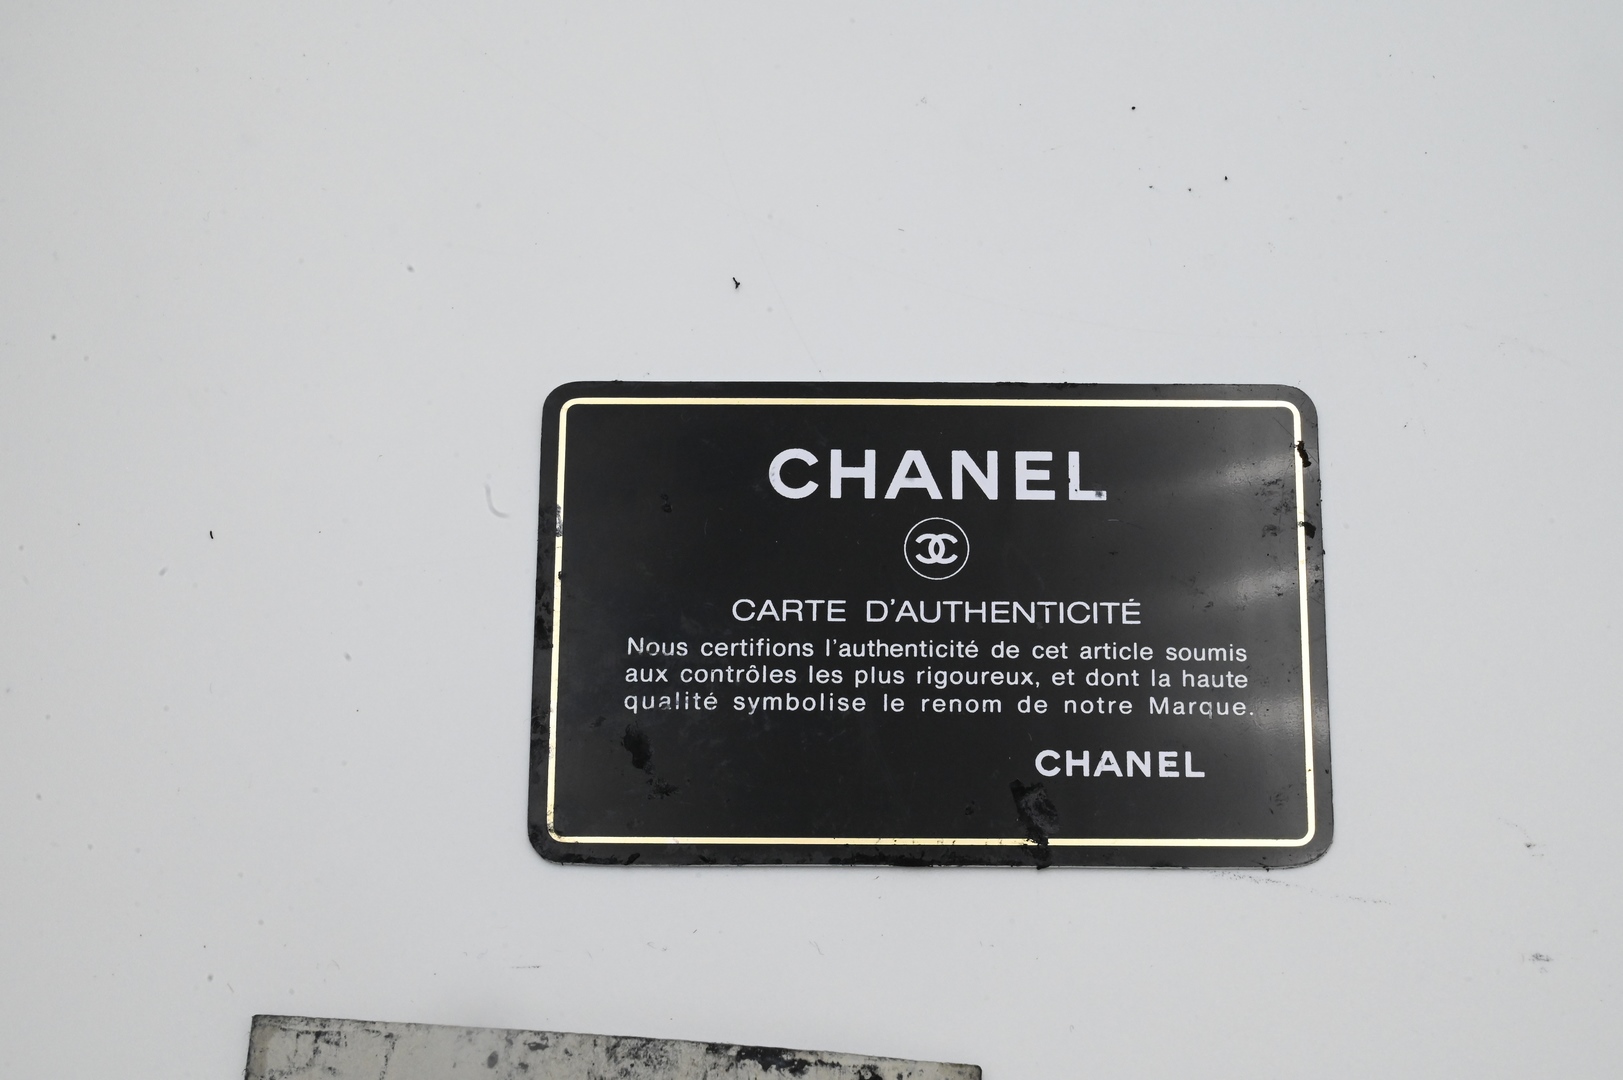 CHANEL
CARTE D'AUTHENTICITÉ
Nous certifions l'authenticité de cet article soumis
aux contrôles les plus rigoureux, et dont la haute
qualité symbolise le renom de notre Marque.
CHANEL